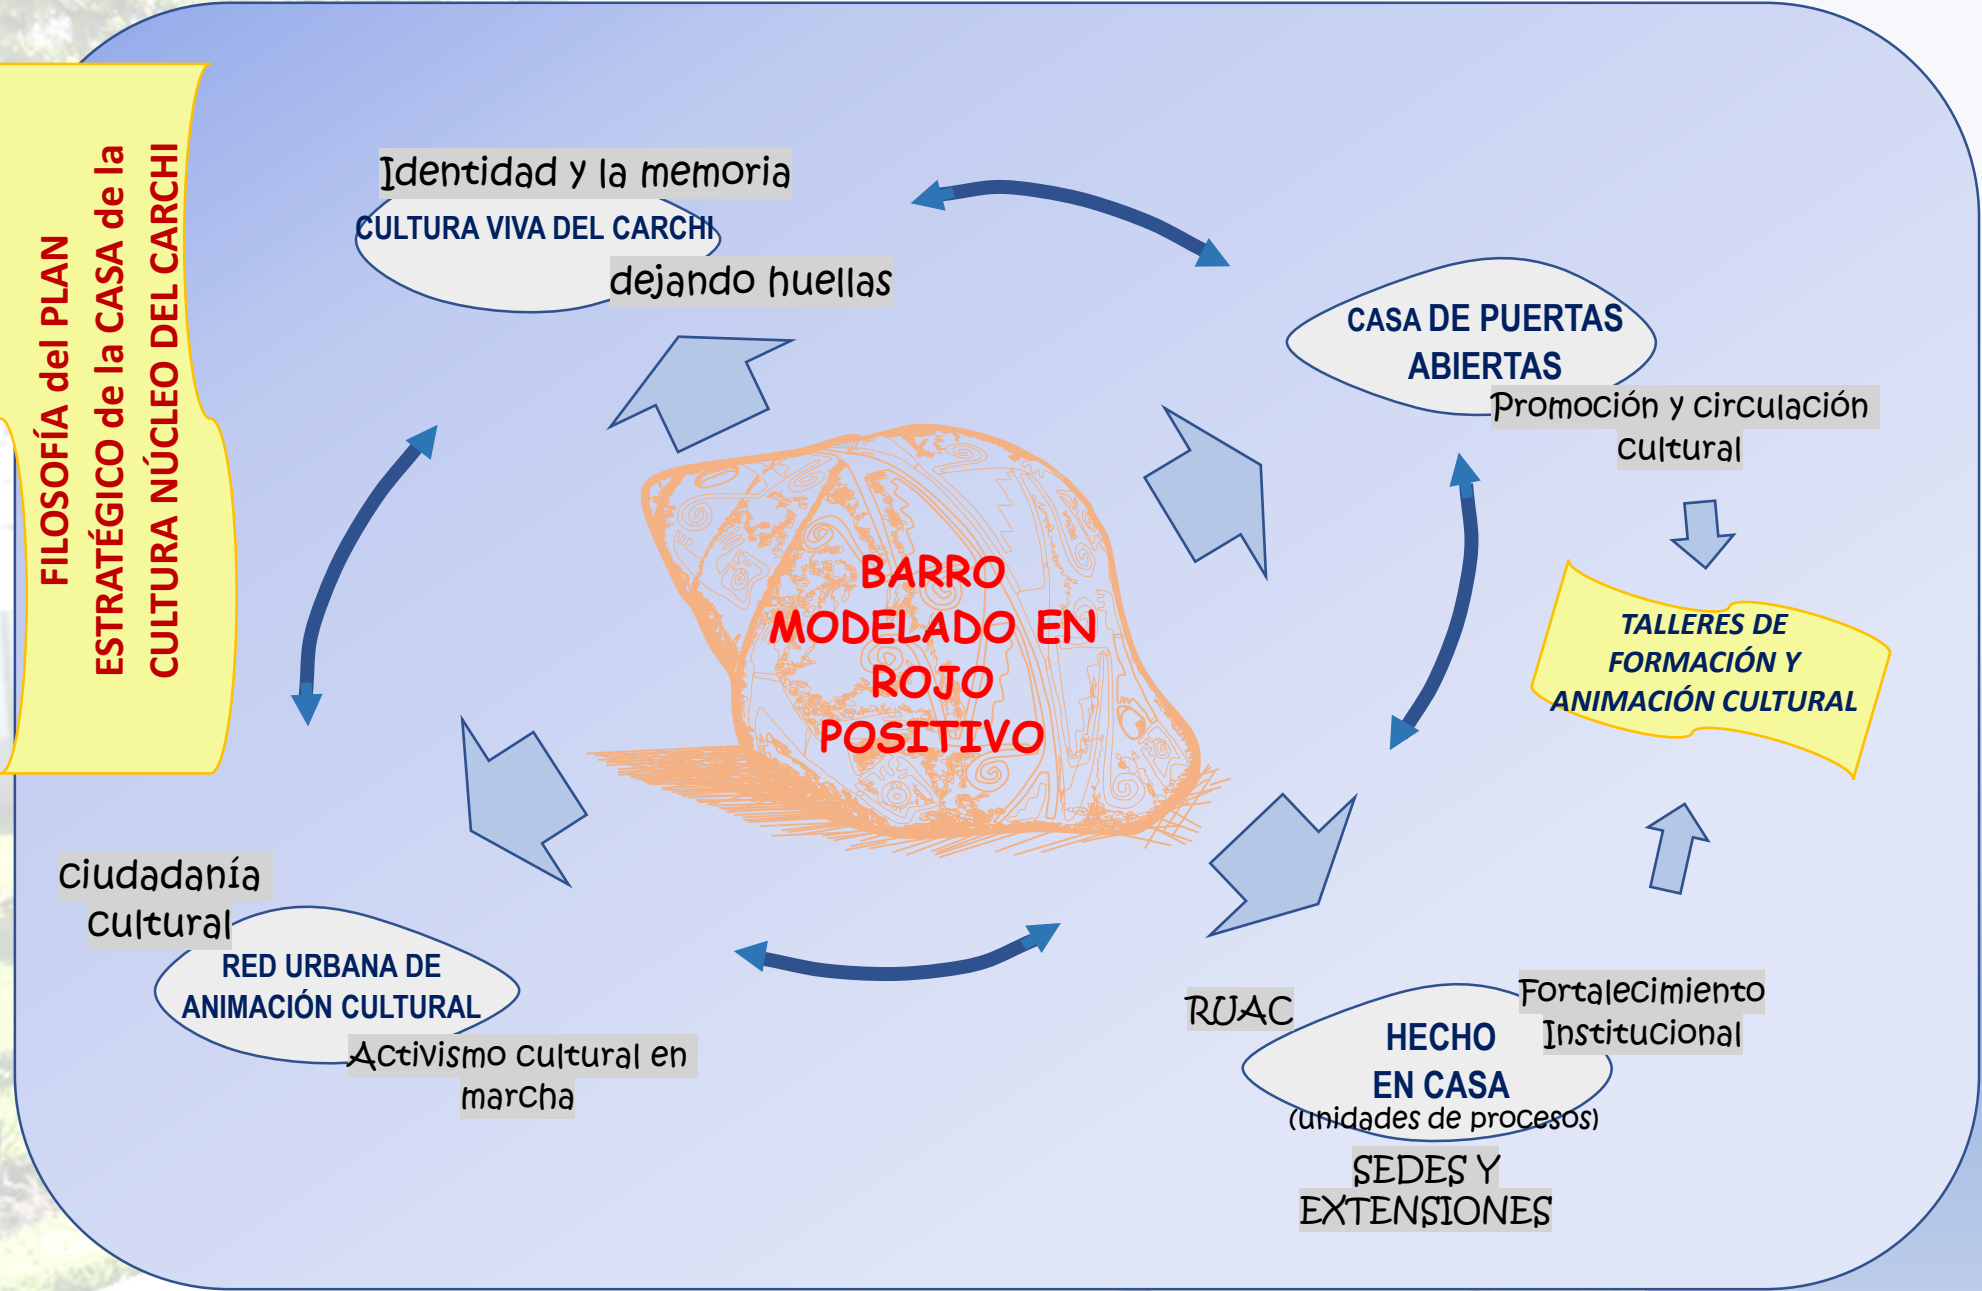 FILOSOFÍA del PLAN
ESTRATÉGICO de la CASA de la
CULTURA NÚCLEO DEL CARCHI
Identidad y la memoria
CULTURA VIVA DEL CARCHI
dejando huellas
CASA DE PUERTAS
ABIERTAS
Promoción y circulación
cultural
BARRO
MODELADO EN
ROJO
POSITIVO
TALLERES DE
FORMACIÓN Y
ANIMACIÓN CULTURAL
ciudadanía
cultural
RED URBANA DE
ANIMACIÓN CULTURAL
Activismo cultural en
marcha
RUAC
Fortalecimiento
Institucional
HECHO
EN CASA
(unidades de procesos)
SEDES Y
EXTENSIONES